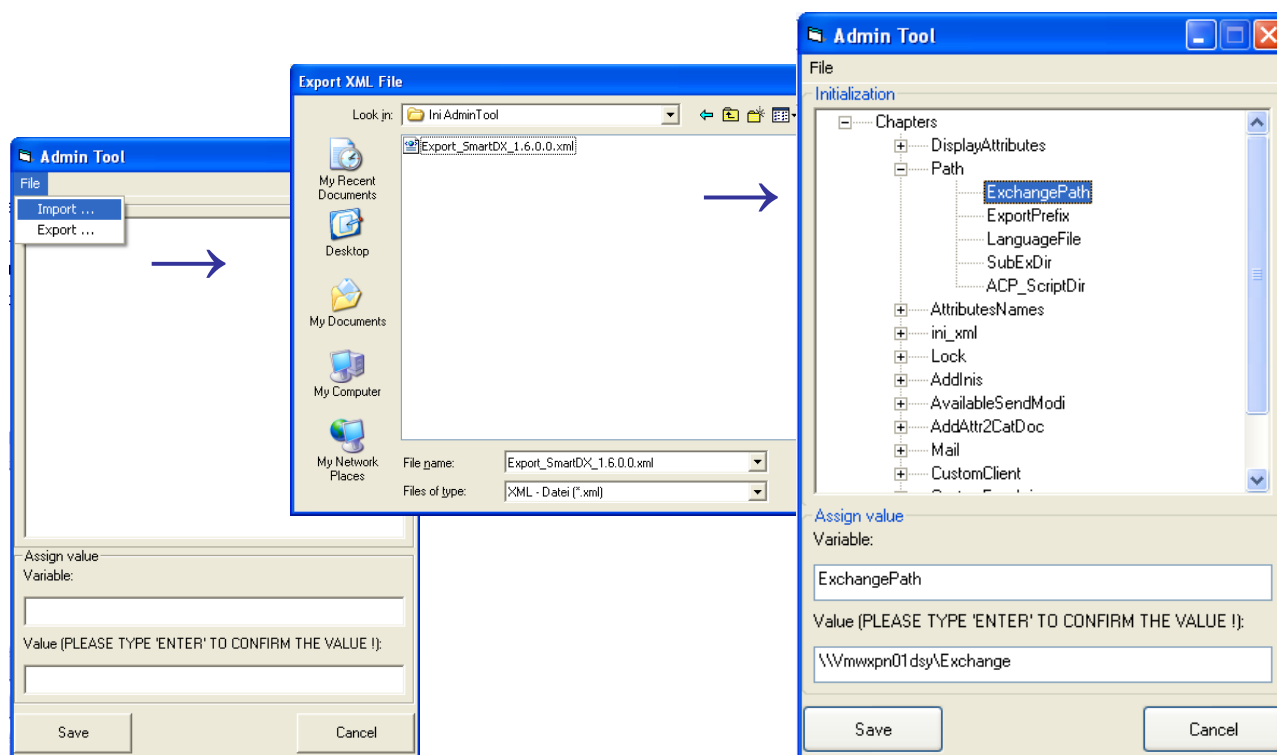 Admin Tool
File
Import ...
Export ...
Assign value
Variable:
Value (PLEASE TYPE 'ENTER' TO CONFIRM THE VALUE !):
Save
Cancel
Export XML File
Look in:
Ini AdminTool
Export_SmartDX_1.6.0.0.xml
My Recent
Documents
Desktop
My Documents
My Computer
My Network
Places
File name:
Export_SmartDX_1.6.0.0.xml
Files of type:
XML - Datei (*.xml)
Admin Tool
File
Initialization
Chapters
DisplayAttributes
Path
ExchangePath
ExportPrefix
LanguageFile
SubExDir
ACP_ScriptDir
AttributesNames
ini_xml
Lock
AddInis
AvailableSendModi
AddAttr2CatDoc
Mail
CustomClient
Assign value
Variable:
ExchangePath
Value (PLEASE TYPE 'ENTER' TO CONFIRM THE VALUE !):
\\Vmwxpn01dsy\Exchange
Save
Cancel